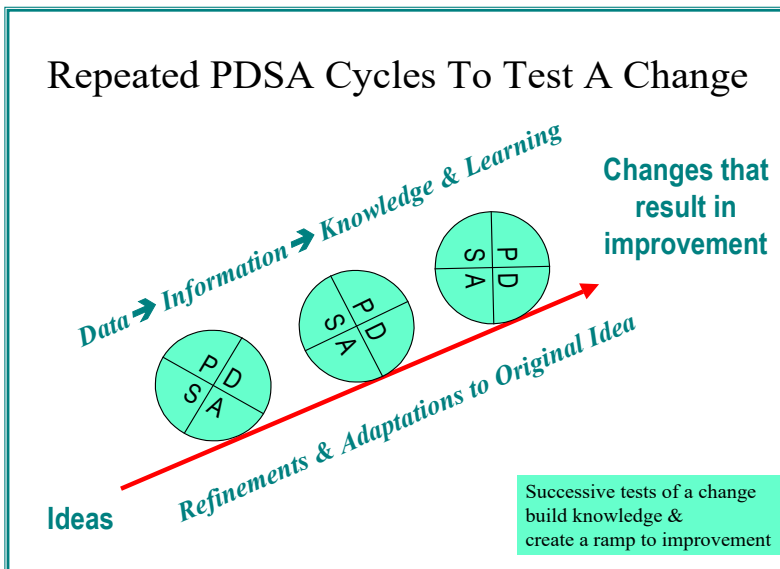 Repeated PDSA Cycles To Test A Change
Data → Information → Knowledge & Learning
Changes that
result in
improvement
P D
S A
P D
S A
P D
S A
Refinements & Adaptations to Original Idea
Ideas
Successive tests of a change
build knowledge &
create a ramp to improvement